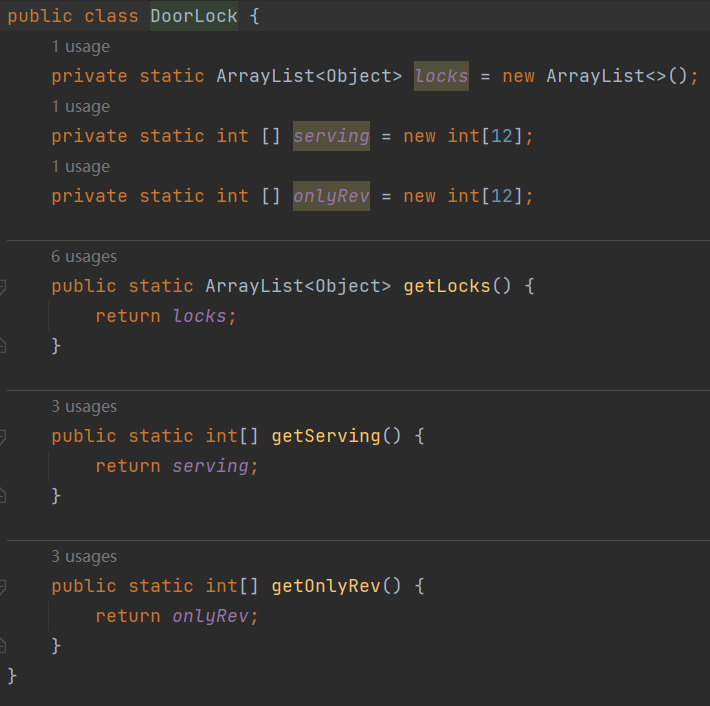 public class DoorLock {
1 usage
private static ArrayList<Object> locks = new ArrayList<>();
1 usage
private static int [] serving = new int[12];
1 usage
private static int [] onlyRev = new int[12];
6 usages
public static ArrayList<Object> getLocks() {
return locks;
}
3 usages
public static int[] getServing() {
return serving;
}
3 usages
public static int[] getOnlyRev() {
return onlyRev;
}
}